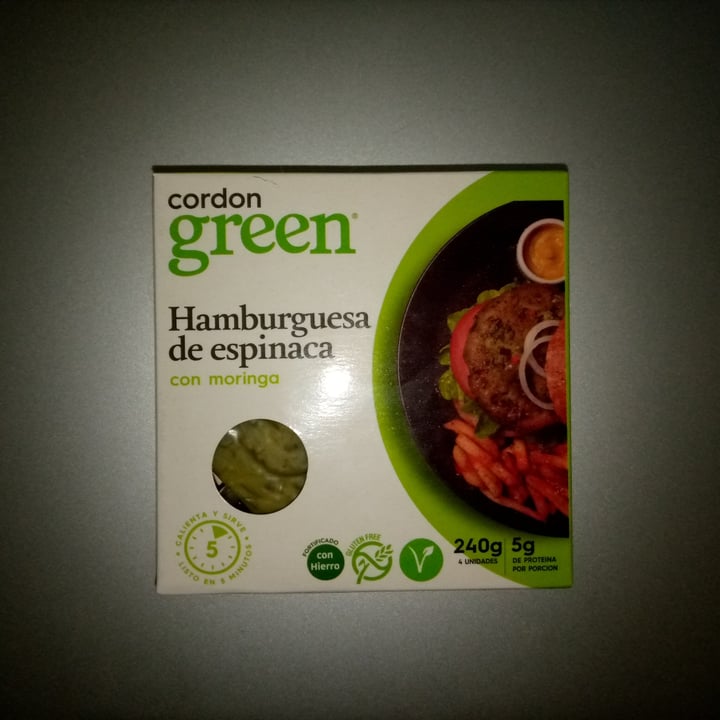 cordon
green®
Hamburguesa
de espinaca
con moringa
CALIENTA Y SIRVE
5
LISTO EN 5 MINUTOS
FORTIFICADO
con
Hierro
GLUTEN FREE
V
240g
4 UNIDADES
5g
DE PROTEINA
POR PORCION